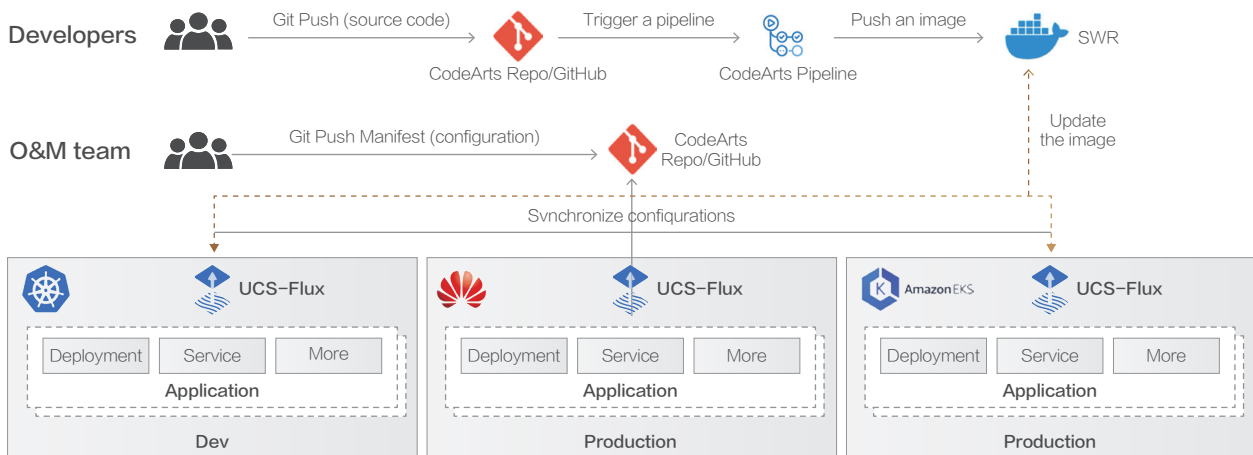 Developers
Git Push (source code)
Trigger a pipeline
Push an image
SWR
CodeArts Repo/GitHub
CodeArts Pipeline
O&M team
Git Push Manifest (configuration)
CodeArts
Repo/GitHub
Update
the image
Synchronize configurations
UCS-Flux
UCS-Flux
Amazon EKS
UCS-Flux
Deployment
Service
More
Deployment
Service
More
Deployment
Service
More
Application
Application
Application
Dev
Production
Production